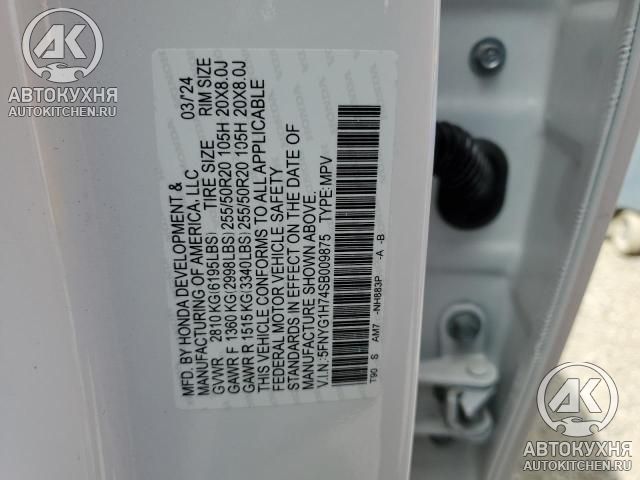 AK
АВТОКУХНЯ
AUTOKITCHEN.RU
MFD. BY HONDA DEVELOPMENT & 03/24
MANUFACTURING OF AMERICA, LLC
GVWR 2810 KG(6195LBS) TIRE SIZE RIM SIZE
GAWR F 1360 KG(2998LBS) 255/50R20 105H 20X8.0J
GAWR R 1515 KG(3340LBS) 255/50R20 105H 20X8.0J
THIS VEHICLE CONFORMS TO ALL APPLICABLE
FEDERAL MOTOR VEHICLE SAFETY
STANDARDS IN EFFECT ON THE DATE OF
MANUFACTURE SHOWN ABOVE.
V.I.N.:5FNYG1H74SB009875 TYPE:MPV
T90 S AM7 -NH883P -A -B
AK
АВТОКУХНЯ
AUTOKITCHEN.RU